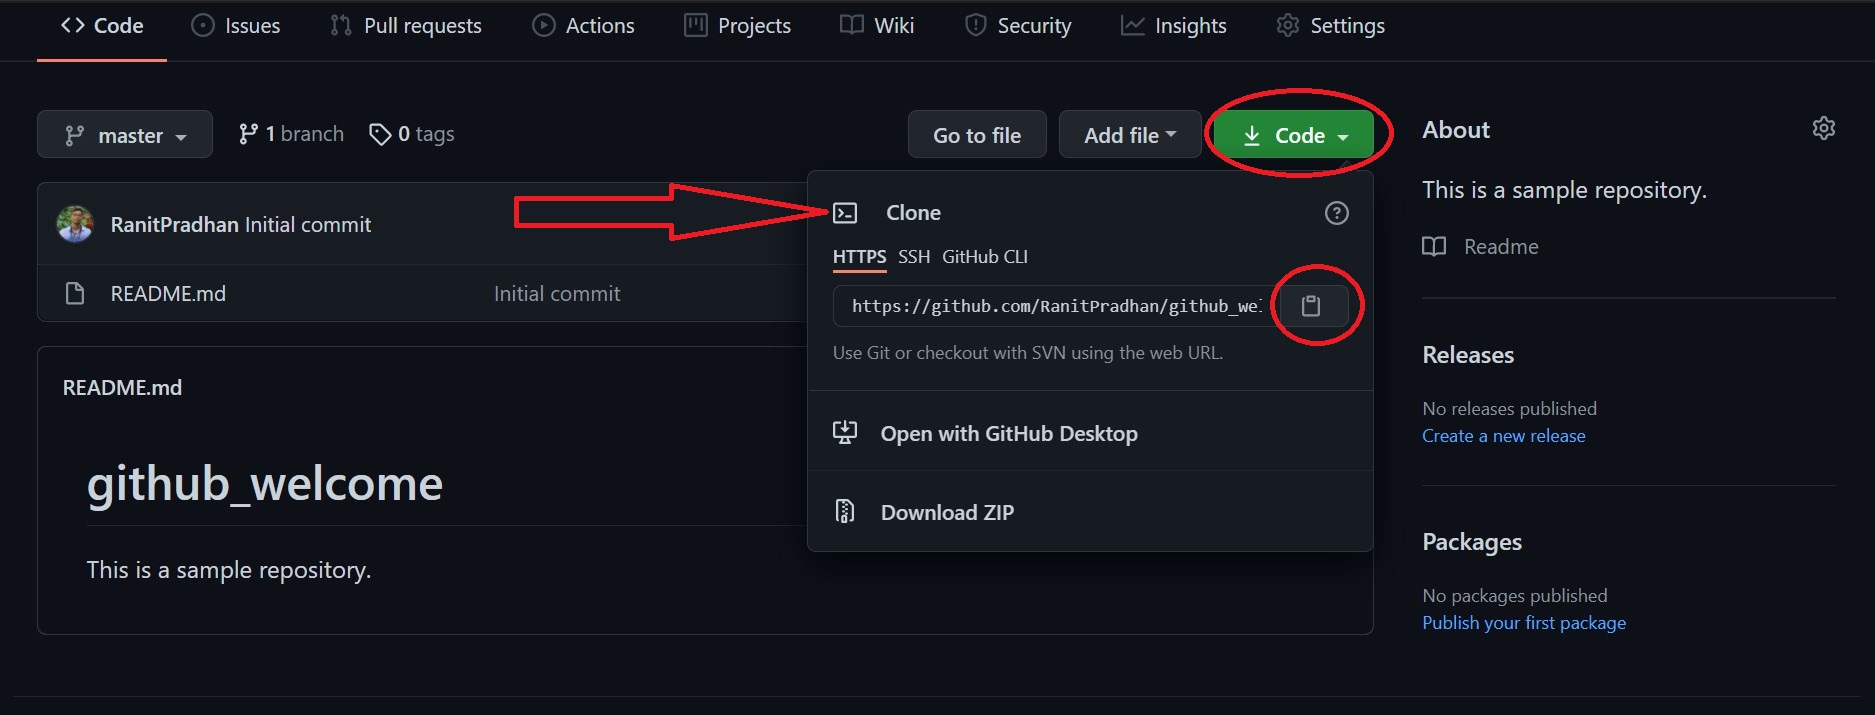 Code Issues Pull requests Actions Projects Wiki Security Insights Settings
master 1 branch 0 tags Go to file Add file Code
RanitPradhan Initial commit
README.md Initial commit
README.md
github_welcome
This is a sample repository.
Clone
HTTPS SSH GitHub CLI
https://github.com/RanitPradhan/github_we
Use Git or checkout with SVN using the web URL.
Open with GitHub Desktop
Download ZIP
About
This is a sample repository.
Readme
Releases
No releases published
Create a new release
Packages
No packages published
Publish your first package